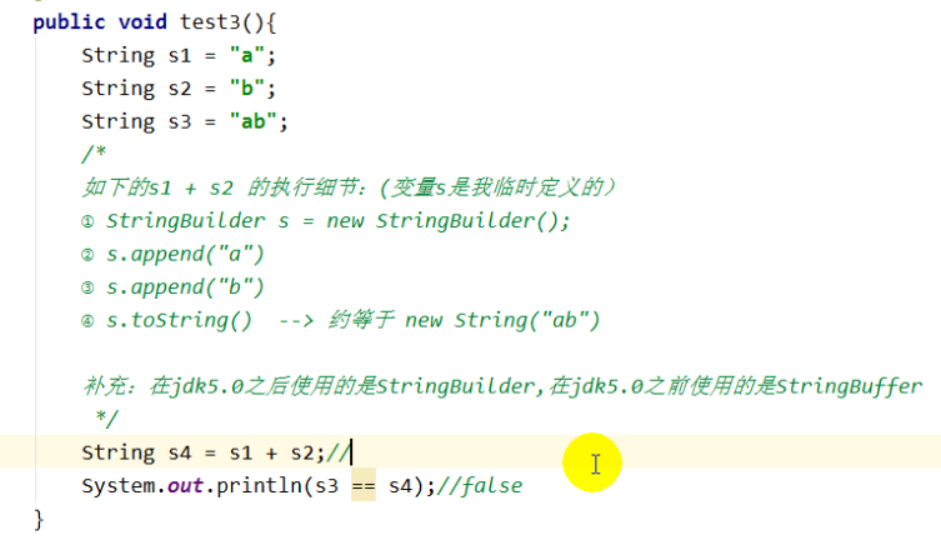 public void test3(){
String s1 = "a";
String s2 = "b";
String s3 = "ab";
/*
如下的s1 + s2 的执行细节：(变量s是我临时定义的）
① StringBuilder s = new StringBuilder();
② s.append("a")
③ s.append("b")
④ s.toString()  --> 约等于 new String("ab")
补充：在jdk5.0之后使用的是StringBuilder,在jdk5.0之前使用的是StringBuffer
*/
String s4 = s1 + s2;//
System.out.println(s3 == s4);//false
}